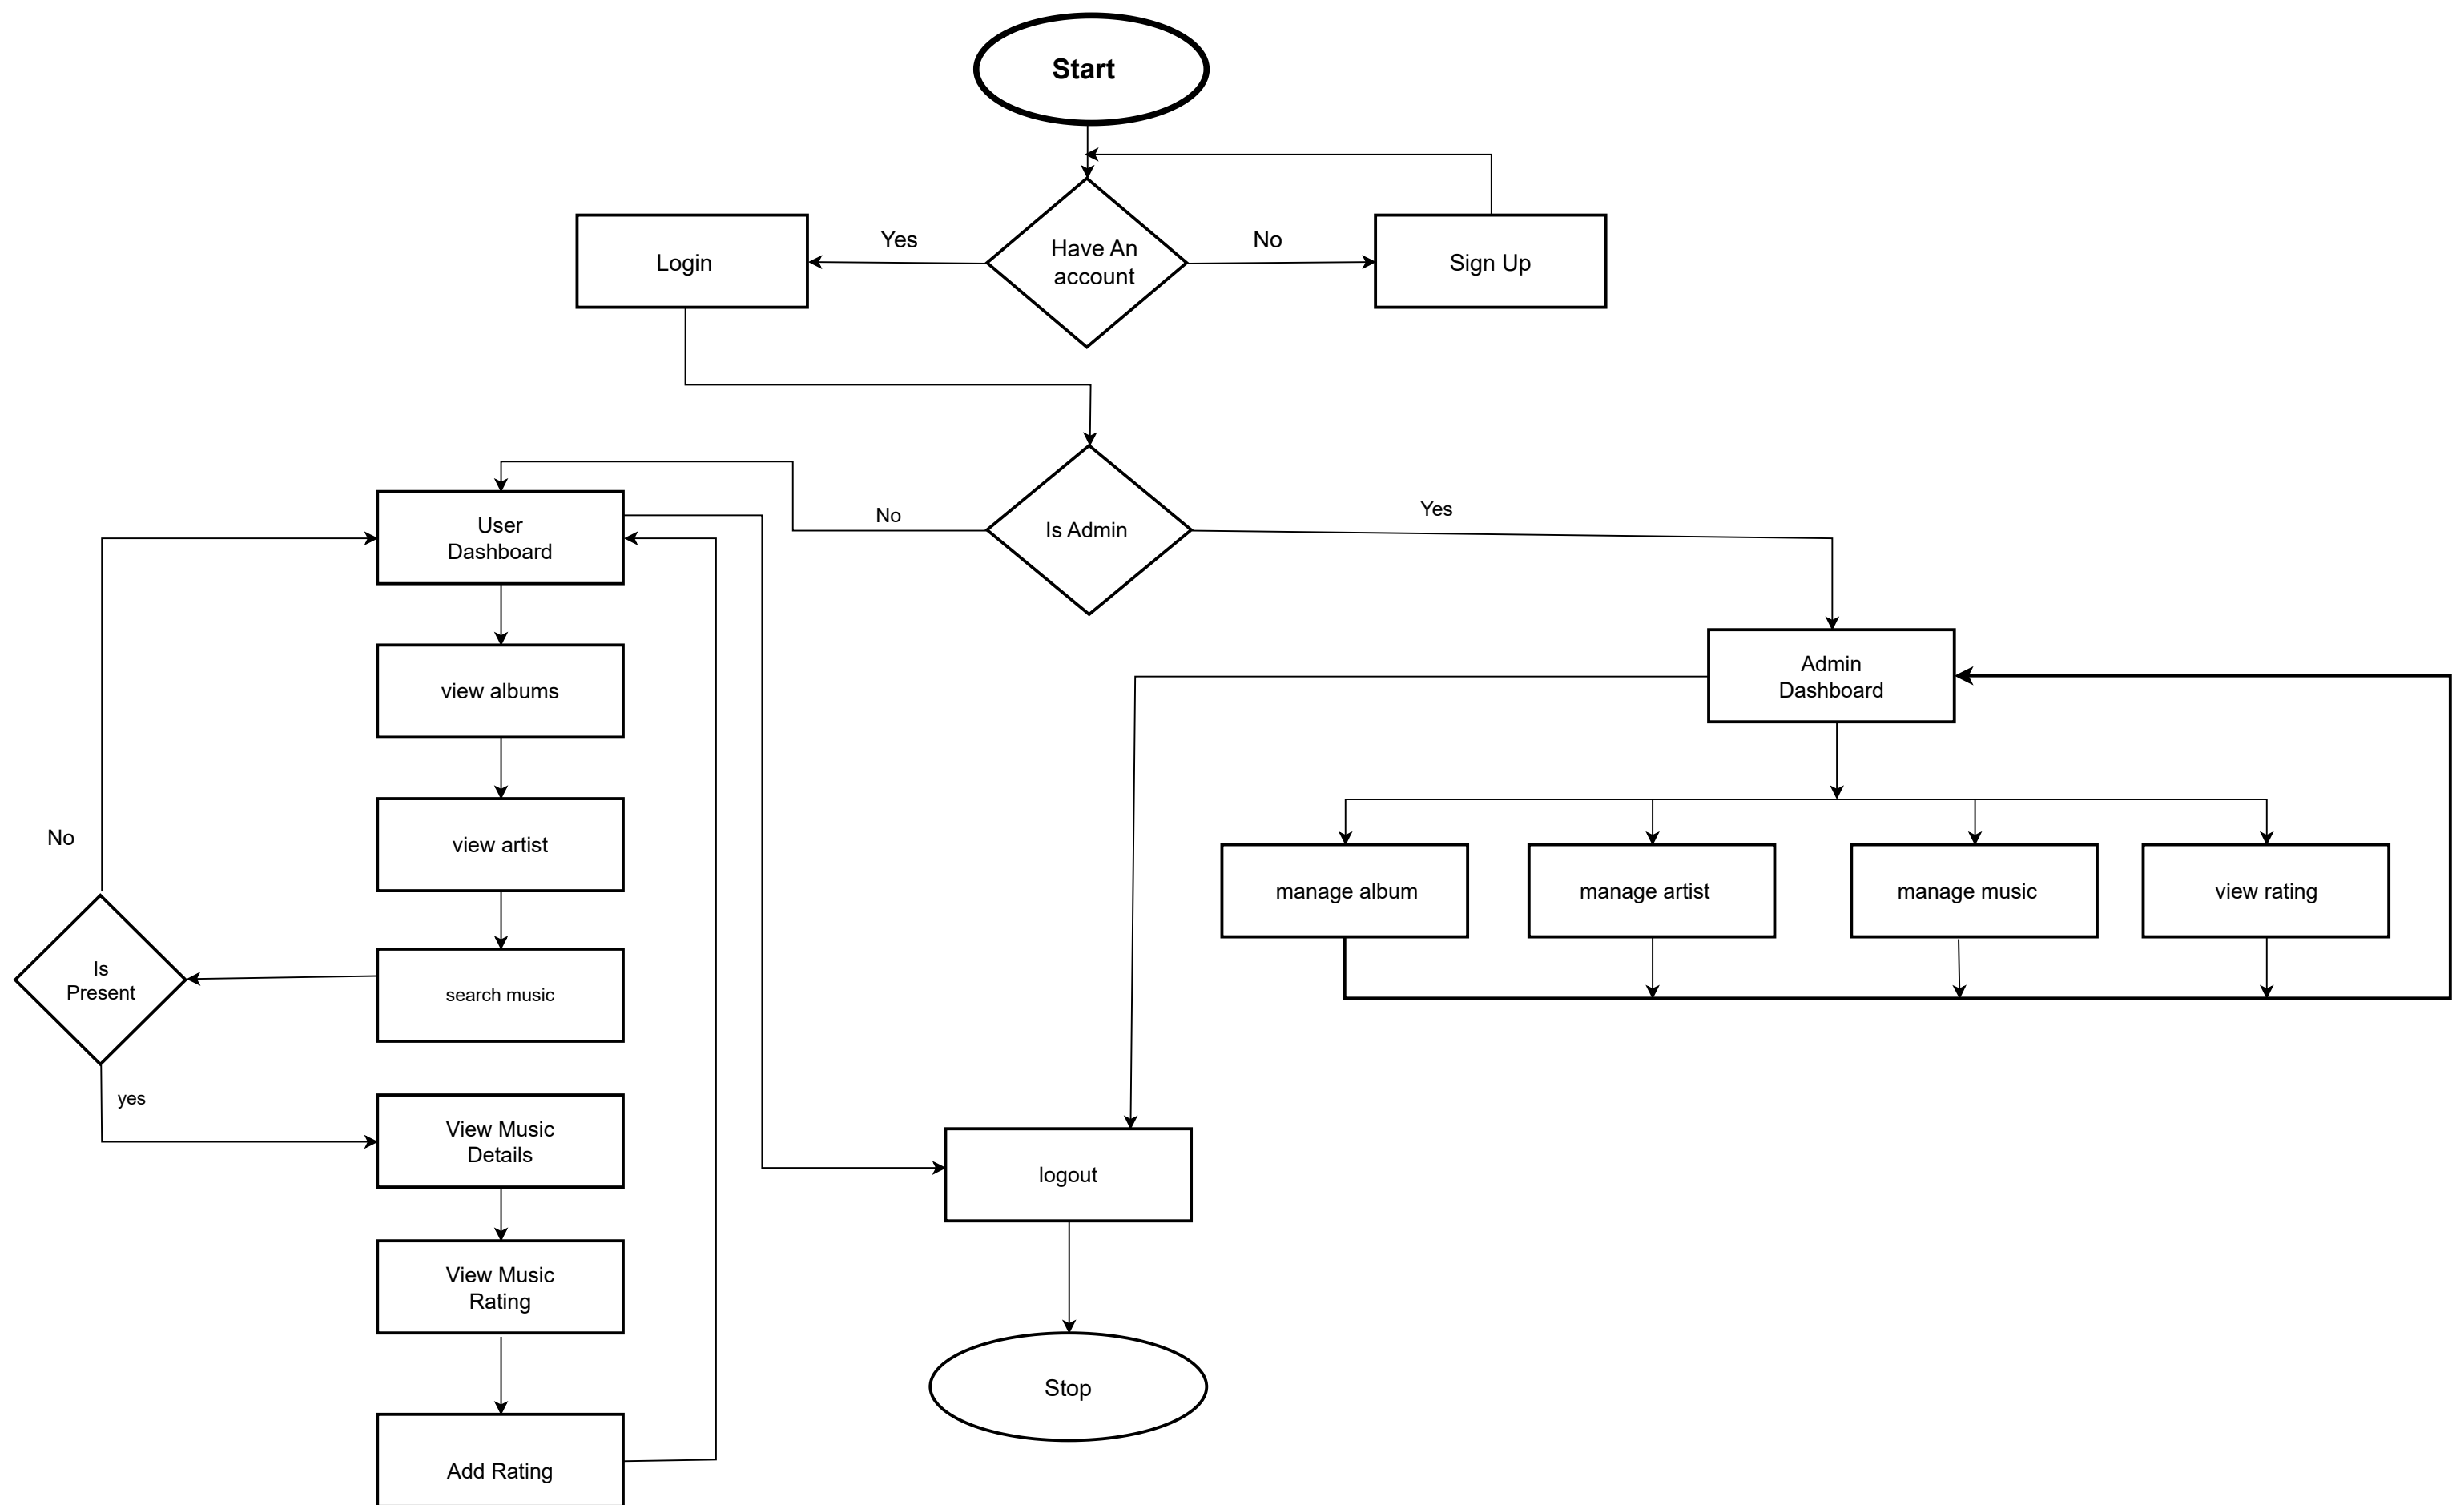 Start
Yes
No
Login
Have An
account
Sign Up
No
Yes
User
Dashboard
Is Admin
Admin
Dashboard
view albums
No
view artist
manage album
manage artist
manage music
view rating
Is
Present
search music
yes
View Music
Details
logout
View Music
Rating
Stop
Add Rating